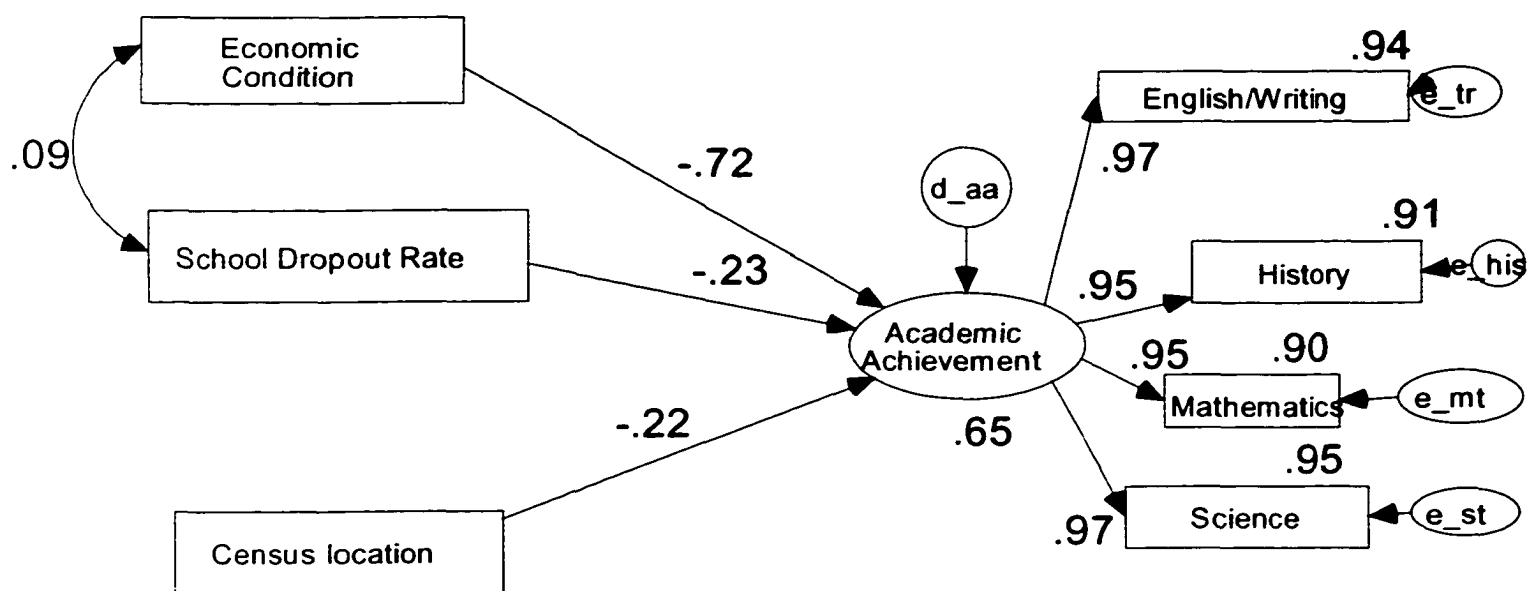 Economic
Condition
.94
English/Writing
e_tr
.09
-.72
.97
d_aa
School Dropout Rate
-.23
.91
History
e_his
.95
Academic
Achievement
.95
.90
Mathematics
e_mt
-.22
.65
.95
Census location
.97
Science
e_st